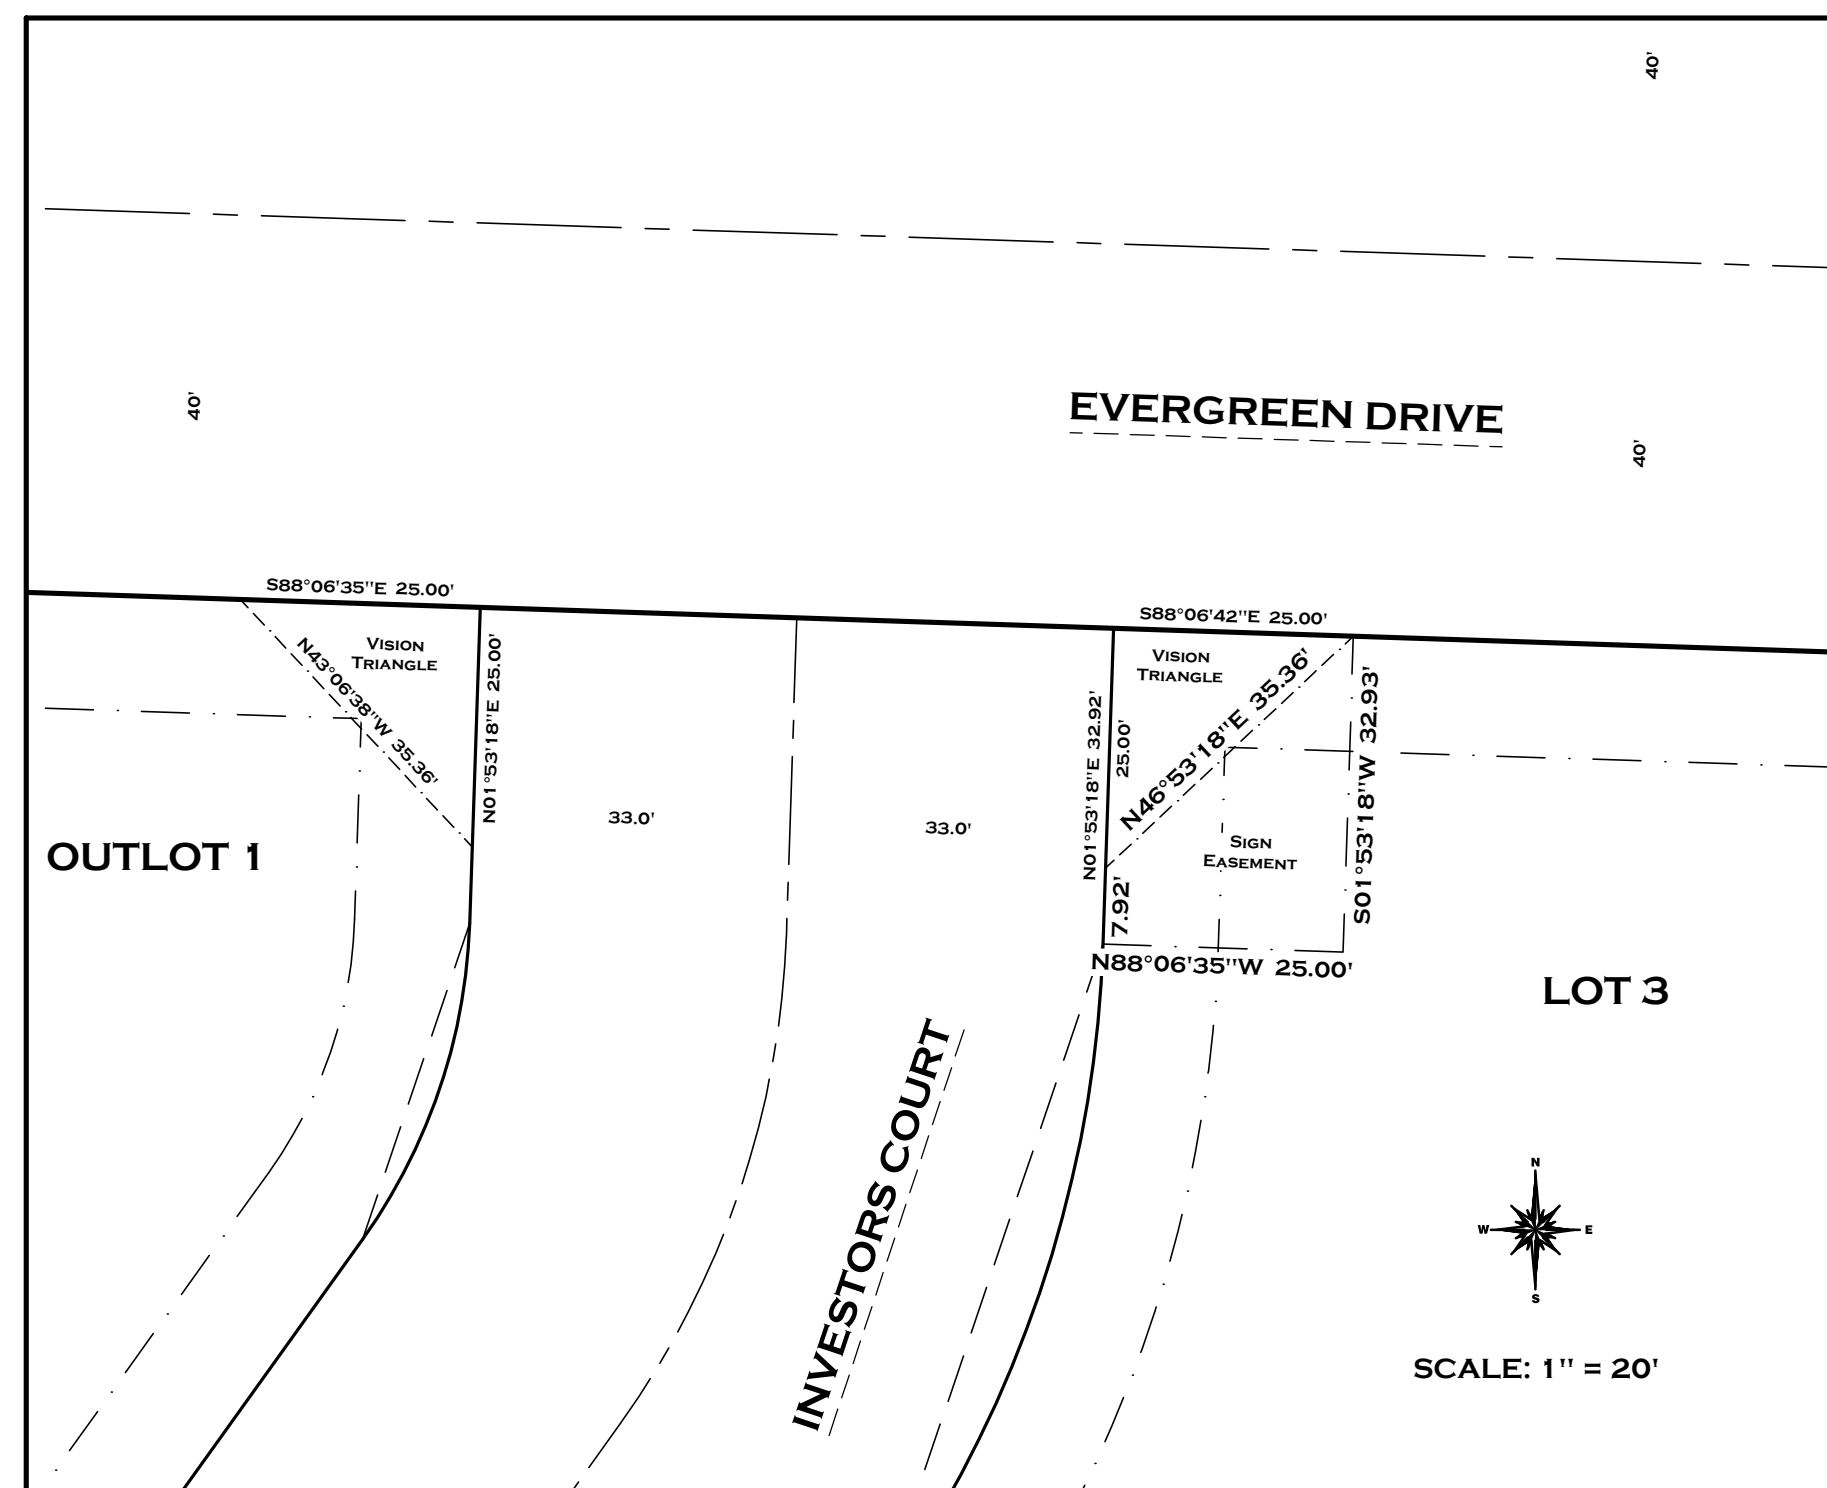 40'
40'
EVERGREEN DRIVE
40'
S88°06'35"E 25.00'
S88°06'42"E 25.00'
VISION
TRIANGLE
N43°06'38"W 35.36'
N01°53'18"E 25.00'
VISION
TRIANGLE
N46°53'18"E 35.36'
N01°53'18"E 32.92'
25.00'
S01°53'18"W 32.93'
33.0'
33.0'
OUTLOT 1
SIGN
EASEMENT
7.92'
N88°06'35"W 25.00'
LOT 3
INVESTORS COURT
N
W
E
S
SCALE: 1" = 20'